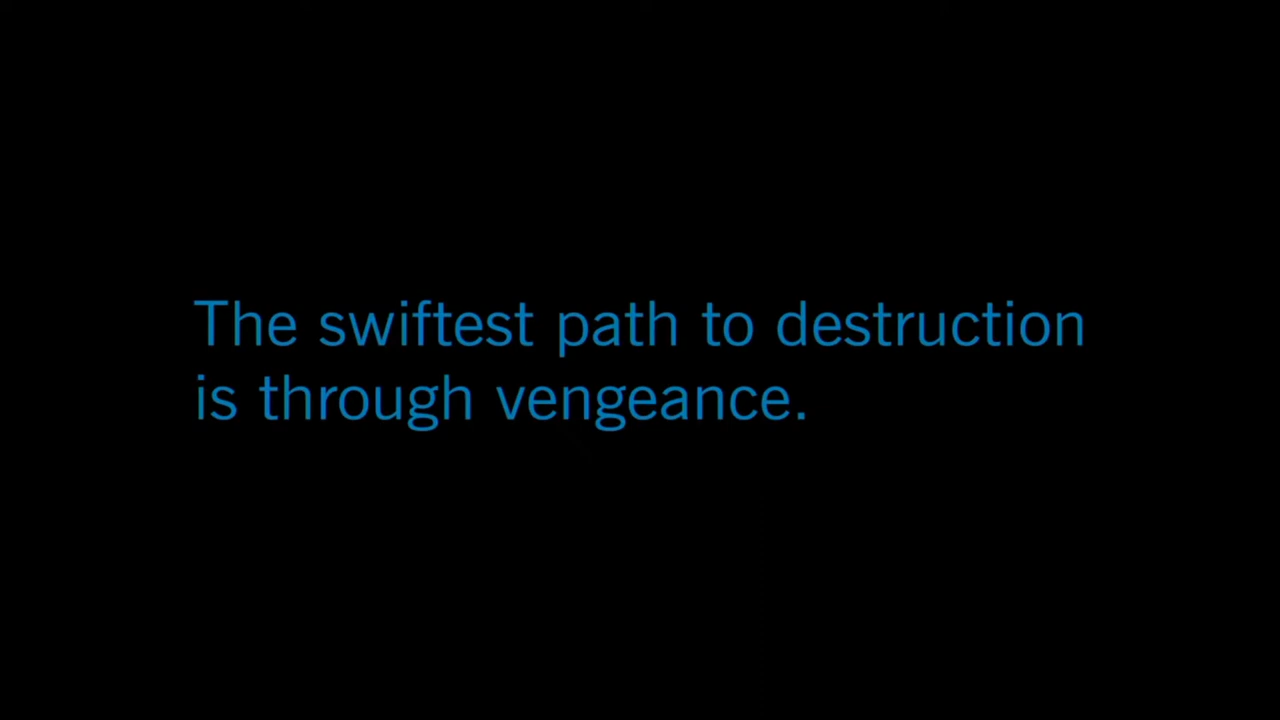 The swiftest path to destruction
is through vengeance.